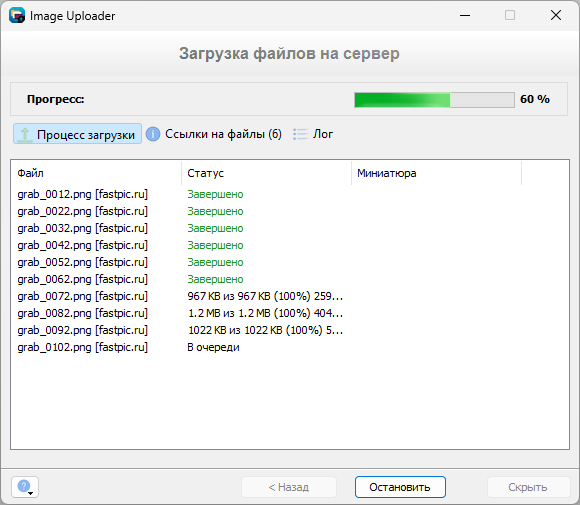 Image Uploader
Загрузка файлов на сервер
Прогресс: 60 %
Процесс загрузки Ссылки на файлы (6) Лог
Файл Статус Миниатюра
grab_0012.png [fastpic.ru] Завершено
grab_0022.png [fastpic.ru] Завершено
grab_0032.png [fastpic.ru] Завершено
grab_0042.png [fastpic.ru] Завершено
grab_0052.png [fastpic.ru] Завершено
grab_0062.png [fastpic.ru] Завершено
grab_0072.png [fastpic.ru] 967 KB из 967 KB (100%) 259...
grab_0082.png [fastpic.ru] 1.2 MB из 1.2 MB (100%) 404...
grab_0092.png [fastpic.ru] 1022 KB из 1022 KB (100%) 5...
grab_0102.png [fastpic.ru] В очереди
? < Назад Остановить Скрыть